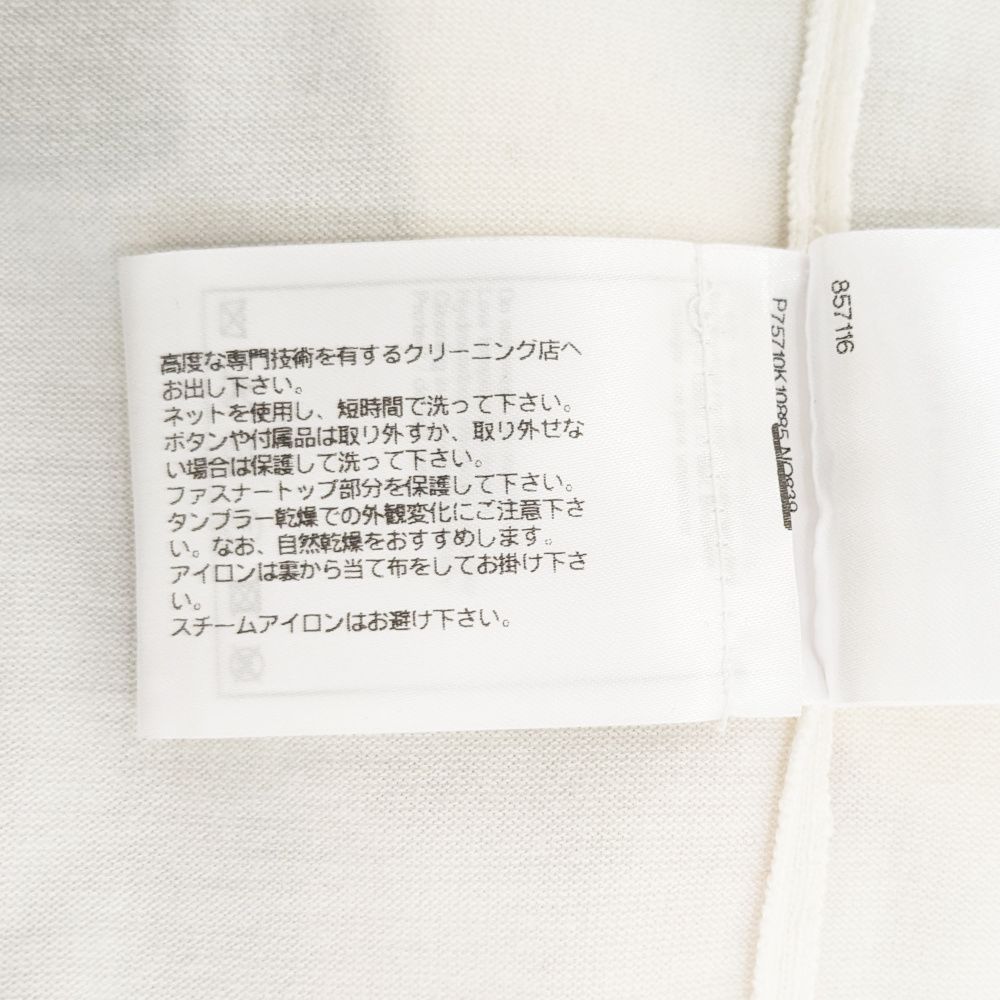 高度な専門技術を有するクリーニング店へ
お出し下さい。
ネットを使用し、短時間で洗って下さい。
ボタンや付属品は取り外すか、取り外せな
い場合は保護して洗って下さい。
ファスナートップ部分を保護して下さい。
タンブラー乾燥での外観変化にご注意下さ
い。なお、自然乾燥をおすすめします。
アイロンは裏から当て布をしてお掛け下さ
い。
スチームアイロンはお避け下さい。
P75710K10885
857116